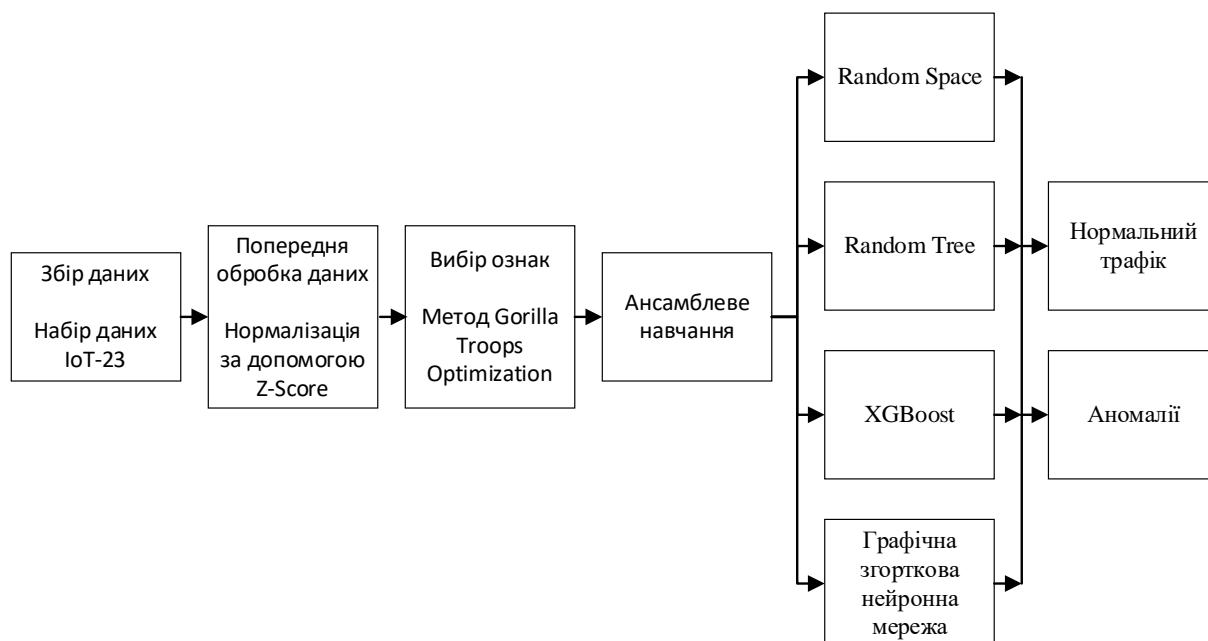 Збір даних
Набір даних
IoT-23
Попередня
обробка даних
Нормалізація
за допомогою
Z-Score
Вибір ознак
Метод Gorilla
Troops
Optimization
Ансамблеве
навчання
Random Space
Random Tree
XGBoost
Графічна
згорткова
нейронна
мережа
Нормальний
трафік
Аномалії